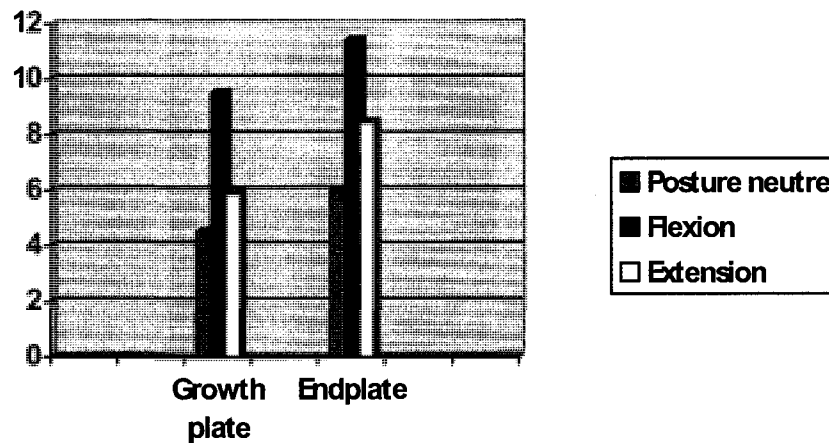 12
10
8
6
4
2
0
Growth
plate
Endplate
Posture neutre
Flexion
Extension